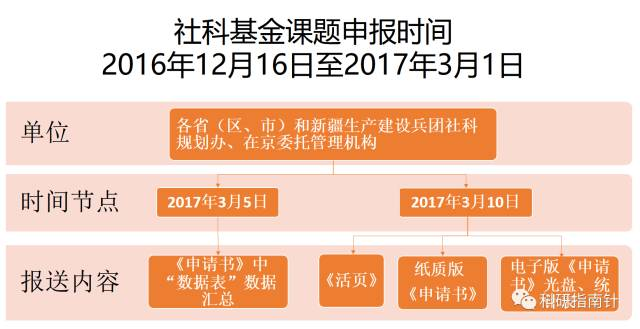 社科基金课题申报时间
2016年12月16日至2017年3月1日
单位
各省（区、市）和新疆生产建设兵团社科
规划办、在京委托管理机构
时间节点
2017年3月5日
2017年3月10日
报送内容
《申请书》中
“数据表”数据
汇总
《活页》
纸质版
《申请书》
电子版《申请
书》光盘、统
科研指南针